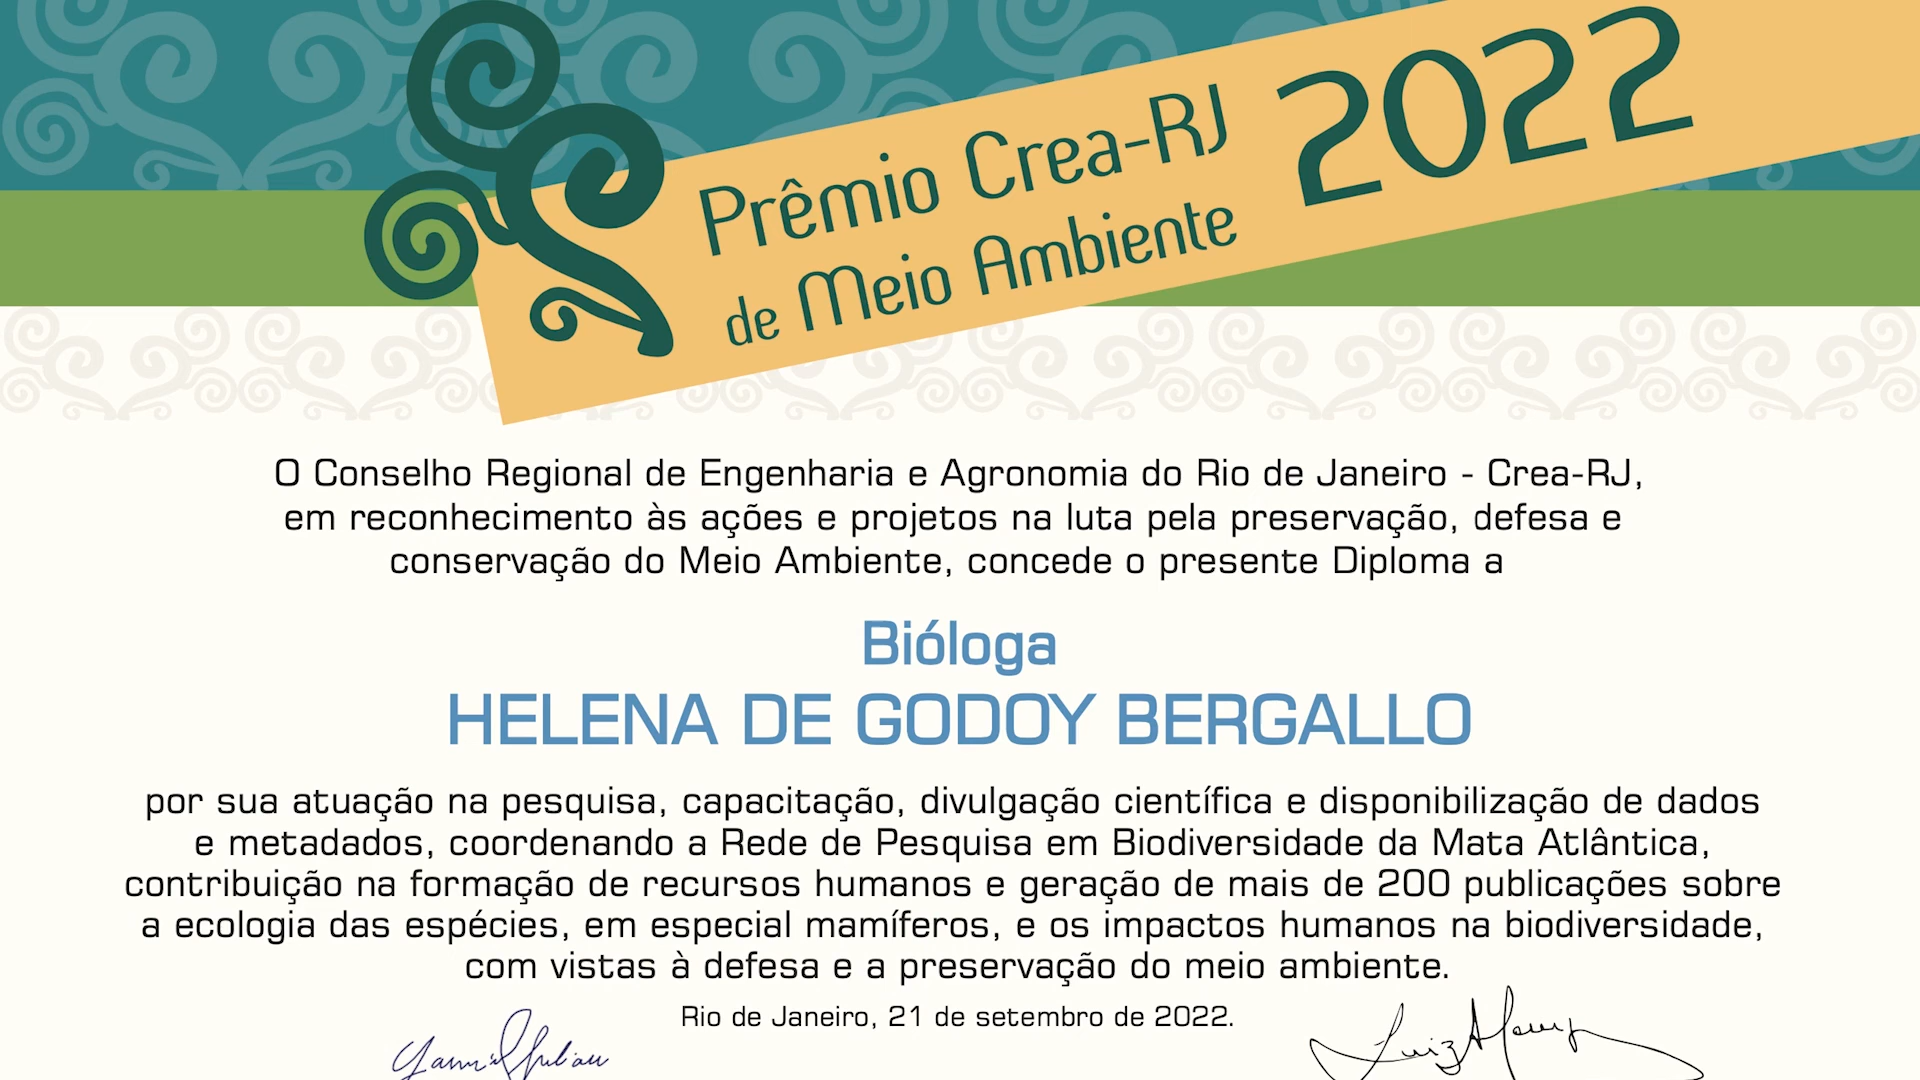 Prêmio Crea-RJ 2022
de Meio Ambiente
O Conselho Regional de Engenharia e Agronomia do Rio de Janeiro - Crea-RJ,
em reconhecimento às ações e projetos na luta pela preservação, defesa e
conservação do Meio Ambiente, concede o presente Diploma a
Bióloga
HELENA DE GODOY BERGALLO
por sua atuação na pesquisa, capacitação, divulgação científica e disponibilização de dados
e metadados, coordenando a Rede de Pesquisa em Biodiversidade da Mata Atlântica,
contribuição na formação de recursos humanos e geração de mais de 200 publicações sobre
a ecologia das espécies, em especial mamíferos, e os impactos humanos na biodiversidade,
com vistas à defesa e a preservação do meio ambiente.
Rio de Janeiro, 21 de setembro de 2022.